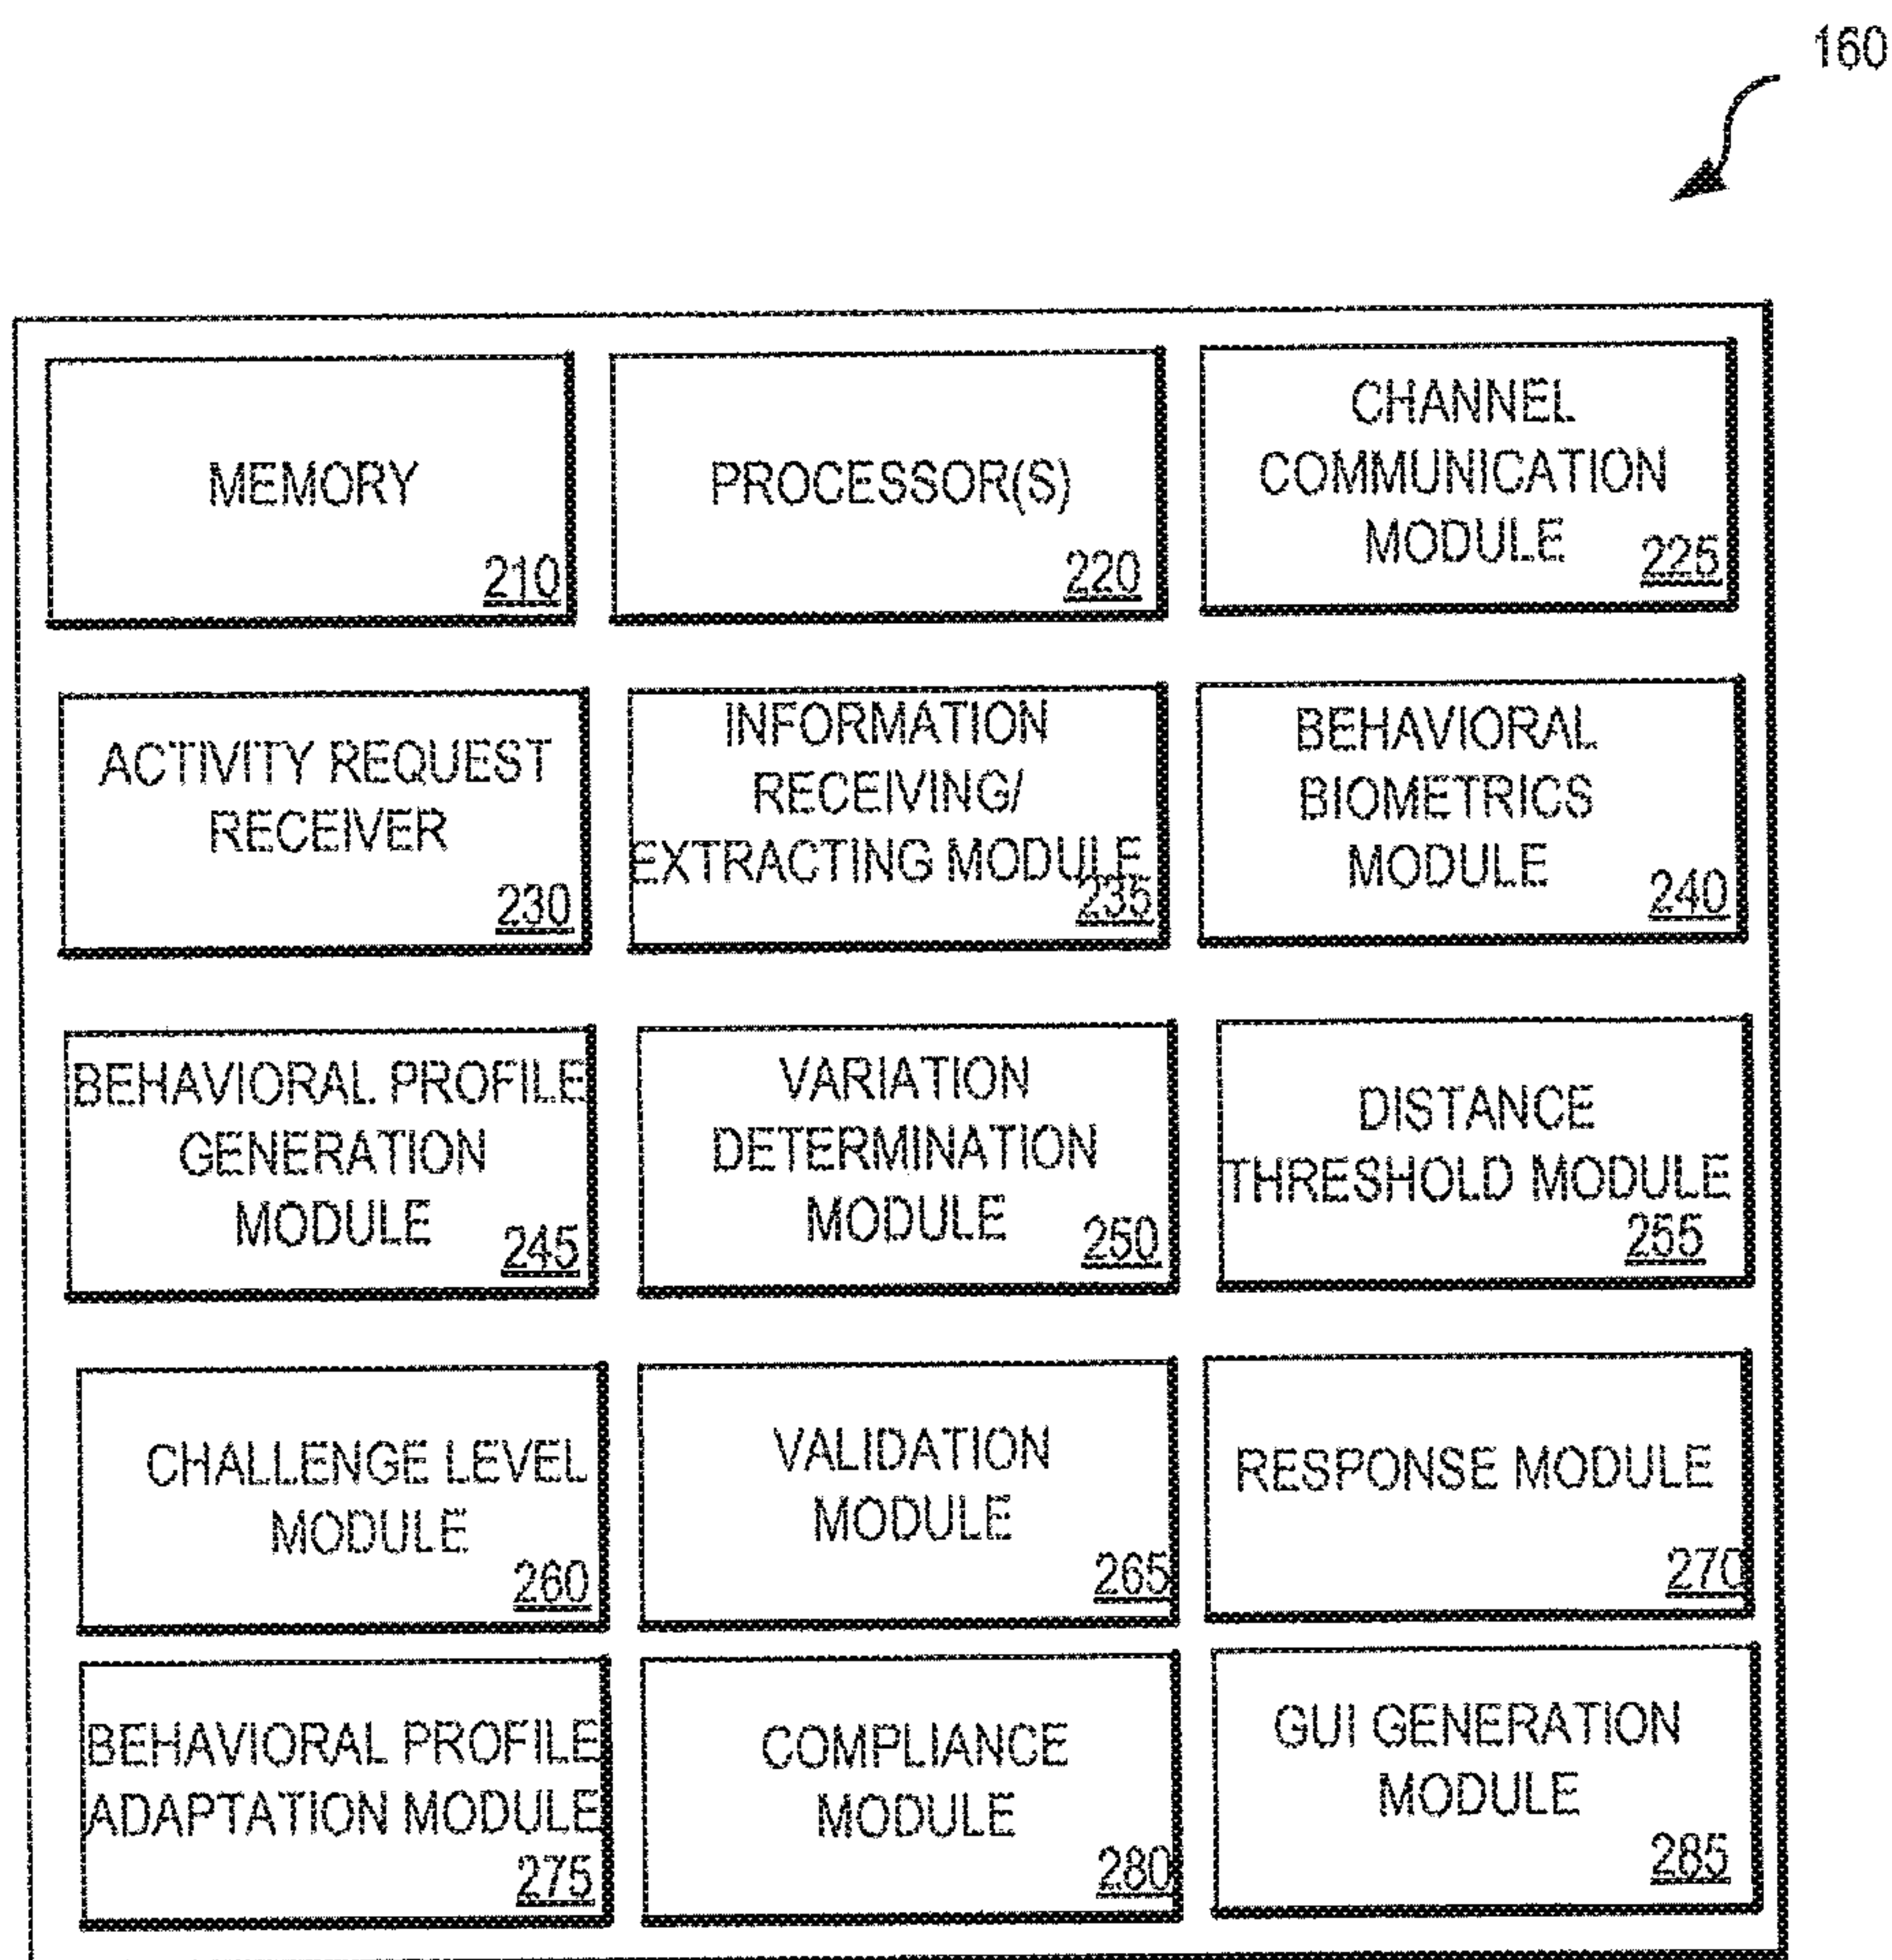 160
MEMORY
210
PROCESSOR(S)
220
CHANNEL
COMMUNICATION
MODULE
225
ACTIVITY REQUEST
RECEIVER
230
INFORMATION
RECEIVING/
EXTRACTING MODULE
235
BEHAVIORAL
BIOMETRICS
MODULE
240
BEHAVIORAL PROFILE
GENERATION
MODULE
245
VARIATION
DETERMINATION
MODULE
250
DISTANCE
THRESHOLD MODULE
255
CHALLENGE LEVEL
MODULE
260
VALIDATION
MODULE
265
RESPONSE MODULE
270
BEHAVIORAL PROFILE
ADAPTATION MODULE
275
COMPLIANCE
MODULE
280
GUI GENERATION
MODULE
285